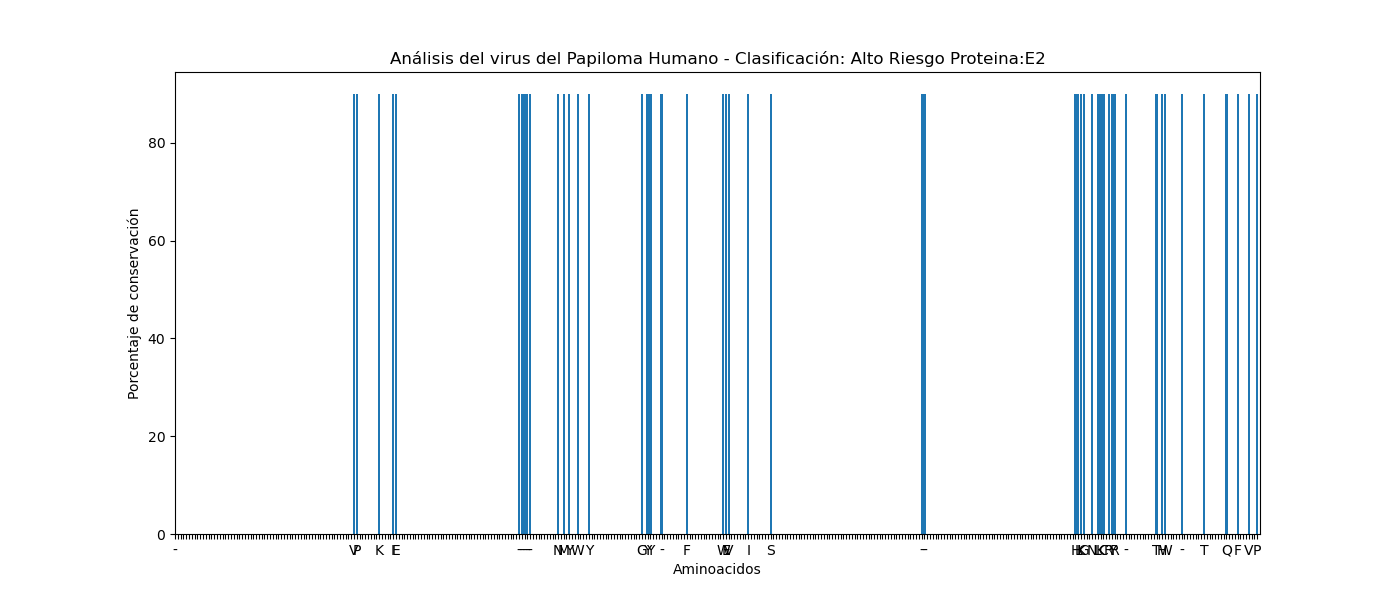 Análisis del virus del Papiloma Humano - Clasificación: Alto Riesgo Proteina:E2
Porcentaje de conservación
80
60
40
20
0
- P K E - W Y G - F I S - - T - T Q F V P
Aminoacidos